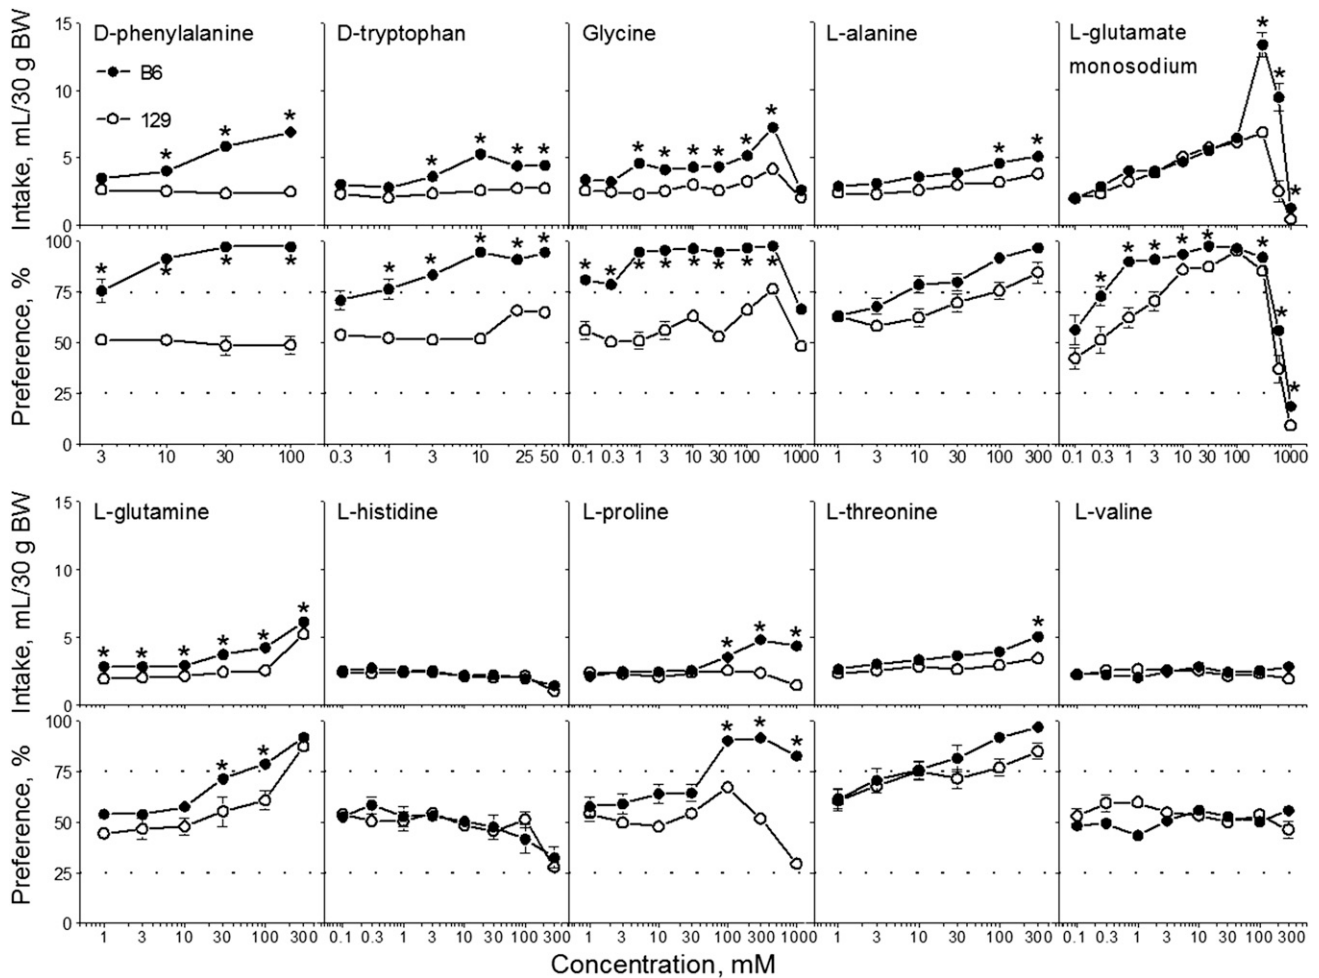 D-phenylalanine
D-tryptophan
Glycine
L-alanine
L-glutamate
monosodium
B6
129
Intake, mL/30 g BW
15
10
5
0
* * *
* * * *
* * * * * *
* *
* * *
Preference, %
100
75
50
25
0
* * * *
* * * * *
* * * * * * * *
* * * * * * * *
3 10 30 100
0.3 1 3 10 25 50
0.1 0.3 1 3 10 30 100 1000
1 3 10 30 100 300
0.1 0.3 1 3 10 30 100 1000
L-glutamine
L-histidine
L-proline
L-threonine
L-valine
Intake, mL/30 g BW
15
10
5
0
* * * * * *
* * *
*
Preference, %
100
75
50
25
0
* *
* * *
1 3 10 30 100 300
0.1 0.3 1 3 10 30 100 300
1 3 10 30 100 300 1000
1 3 10 30 100 300
0.1 0.3 1 3 10 30 100 300
Concentration, mM